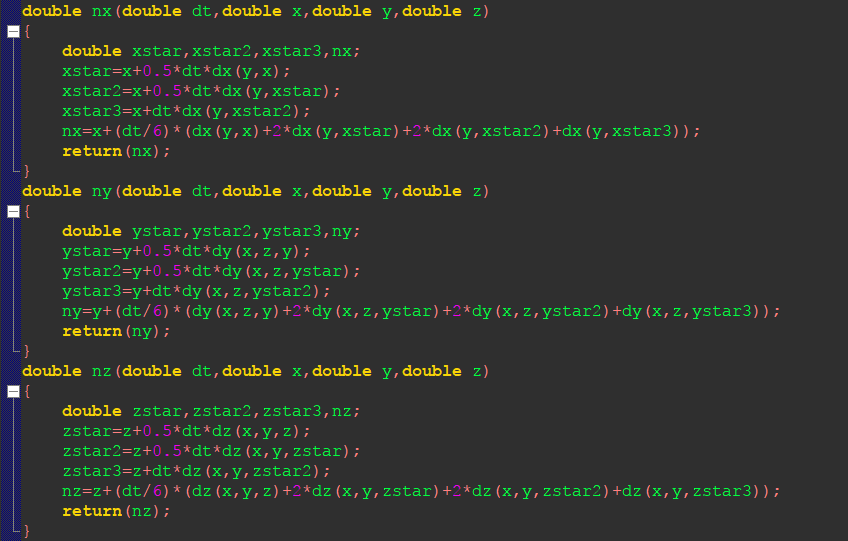 double nx(double dt,double x,double y,double z)
{
    double xstar,xstar2,xstar3,nx;
    xstar=x+0.5*dt*dx(y,x);
    xstar2=x+0.5*dt*dx(y,xstar);
    xstar3=x+dt*dx(y,xstar2);
    nx=x+(dt/6)*(dx(y,x)+2*dx(y,xstar)+2*dx(y,xstar2)+dx(y,xstar3));
    return(nx);
}
double ny(double dt,double x,double y,double z)
{
    double ystar,ystar2,ystar3,ny;
    ystar=y+0.5*dt*dy(x,z,y);
    ystar2=y+0.5*dt*dy(x,z,ystar);
    ystar3=y+dt*dy(x,z,ystar2);
    ny=y+(dt/6)*(dy(x,z,y)+2*dy(x,z,ystar)+2*dy(x,z,ystar2)+dy(x,z,ystar3));
    return(ny);
}
double nz(double dt,double x,double y,double z)
{
    double zstar,zstar2,zstar3,nz;
    zstar=z+0.5*dt*dz(x,y,z);
    zstar2=z+0.5*dt*dz(x,y,zstar);
    zstar3=z+dt*dz(x,y,zstar2);
    nz=z+(dt/6)*(dz(x,y,z)+2*dz(x,y,zstar)+2*dz(x,y,zstar2)+dz(x,y,zstar3));
    return(nz);
}